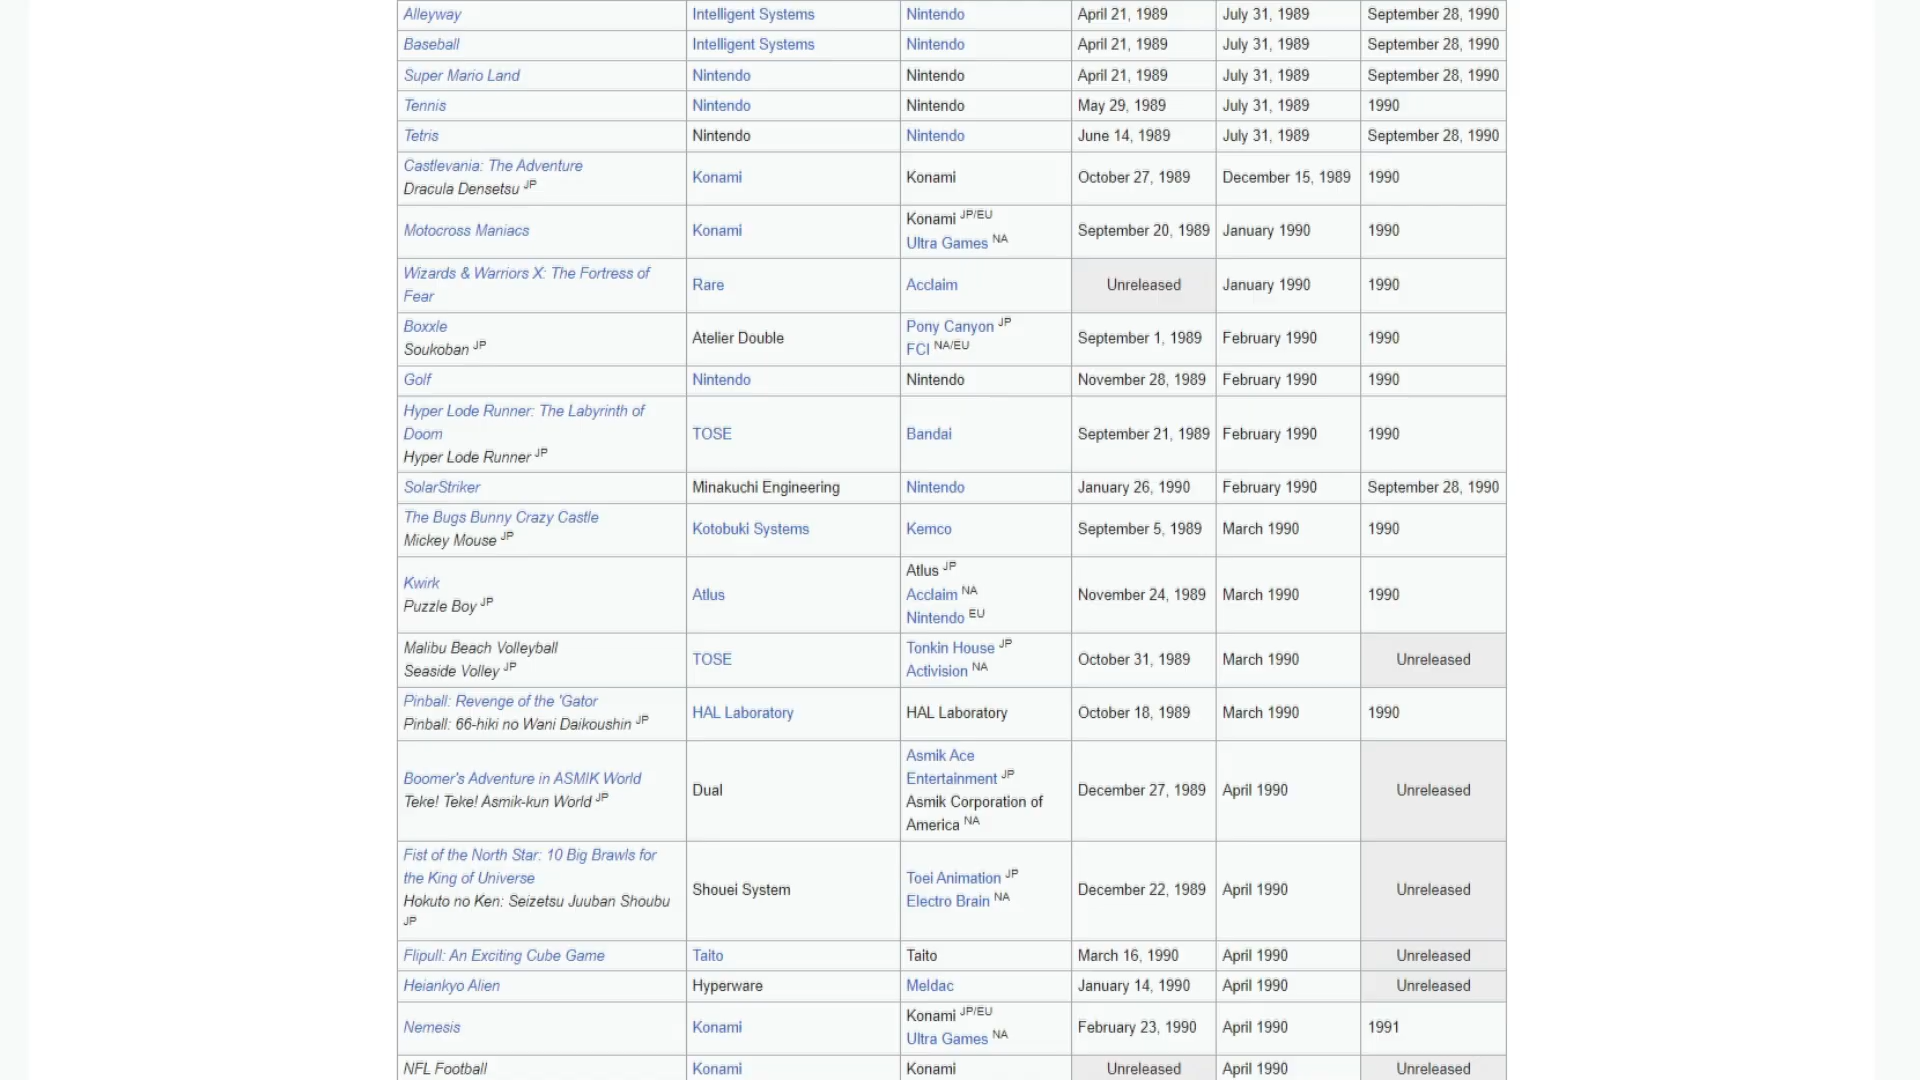 Alleyway Intelligent Systems Nintendo April 21, 1989 July 31, 1989 September 28, 1990
Baseball Intelligent Systems Nintendo April 21, 1989 July 31, 1989 September 28, 1990
Super Mario Land Nintendo Nintendo April 21, 1989 July 31, 1989 September 28, 1990
Tennis Nintendo Nintendo May 29, 1989 July 31, 1989 1990
Tetris Nintendo Nintendo June 14, 1989 July 31, 1989 September 28, 1990
Castlevania: The Adventure
Dracula Densetsu JP
Konami Konami October 27, 1989 December 15, 1989 1990
Motocross Maniacs Konami
Konami JP/EU
Ultra Games NA
September 20, 1989 January 1990 1990
Wizards & Warriors X: The Fortress of
Fear
Rare Acclaim Unreleased January 1990 1990
Boxxle
Soukoban JP
Atelier Double
Pony Canyon JP
FCI NA/EU
September 1, 1989 February 1990 1990
Golf Nintendo Nintendo November 28, 1989 February 1990 1990
Hyper Lode Runner: The Labyrinth of
Doom
Hyper Lode Runner JP
TOSE Bandai September 21, 1989 February 1990 1990
SolarStriker Minakuchi Engineering Nintendo January 26, 1990 February 1990 September 28, 1990
The Bugs Bunny Crazy Castle
Mickey Mouse JP
Kotobuki Systems Kemco September 5, 1989 March 1990 1990
Kwirk
Puzzle Boy JP
Atlus
Atlus JP
Acclaim NA
Nintendo EU
November 24, 1989 March 1990 1990
Malibu Beach Volleyball
Seaside Volley JP
TOSE
Tonkin House JP
Activision NA
October 31, 1989 March 1990 Unreleased
Pinball: Revenge of the 'Gator
Pinball: 66-hiki no Wani Daikoushin JP
HAL Laboratory HAL Laboratory October 18, 1989 March 1990 1990
Boomer's Adventure in ASMIK World
Teke! Teke! Asmik-kun World JP
Dual
Asmik Ace
Entertainment JP
Asmik Corporation of
America NA
December 27, 1989 April 1990 Unreleased
Fist of the North Star: 10 Big Brawls for
the King of Universe
Hokuto no Ken: Seizetsu Juuban Shoubu
JP
Shouei System
Toei Animation JP
Electro Brain NA
December 22, 1989 April 1990 Unreleased
Flipull: An Exciting Cube Game Taito Taito March 16, 1990 April 1990 Unreleased
Heiankyo Alien Hyperware Meldac January 14, 1990 April 1990 Unreleased
Nemesis Konami
Konami JP/EU
Ultra Games NA
February 23, 1990 April 1990 1991
NFL Football Konami Konami Unreleased April 1990 Unreleased